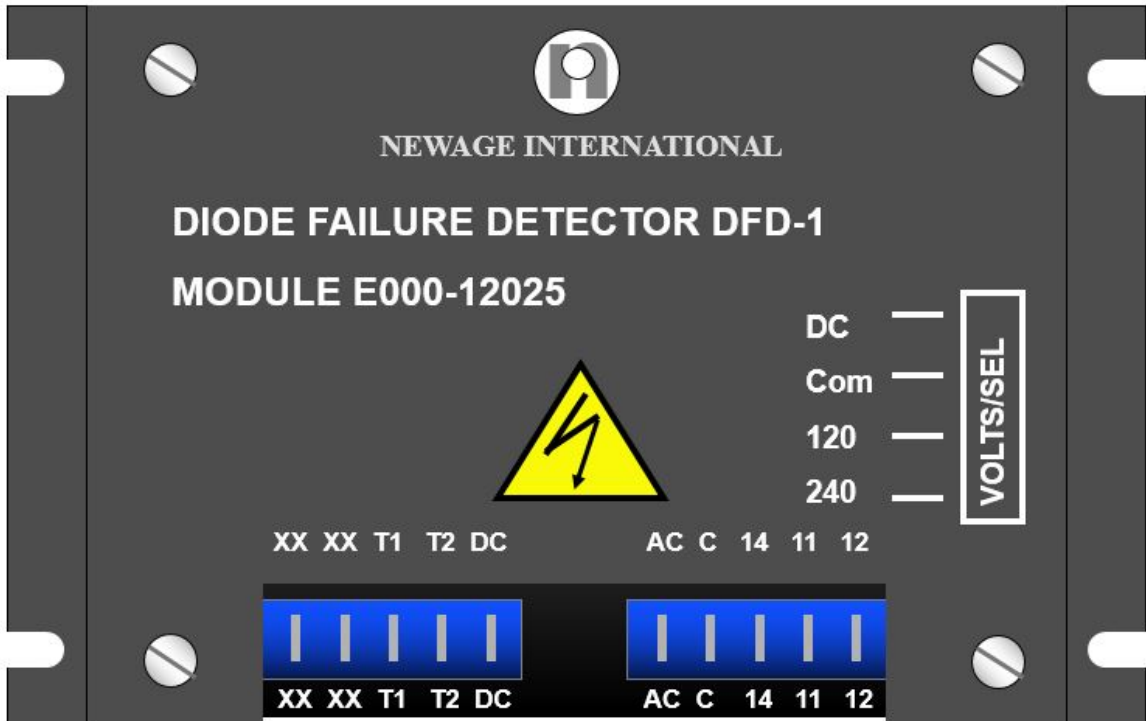 n
NEWAGE INTERNATIONAL
DIODE FAILURE DETECTOR DFD-1
MODULE E000-12025
DC
Com
120
240
VOLTS/SEL
XX XX T1 T2 DC AC C 14 11 12
XX XX T1 T2 DC AC C 14 11 12